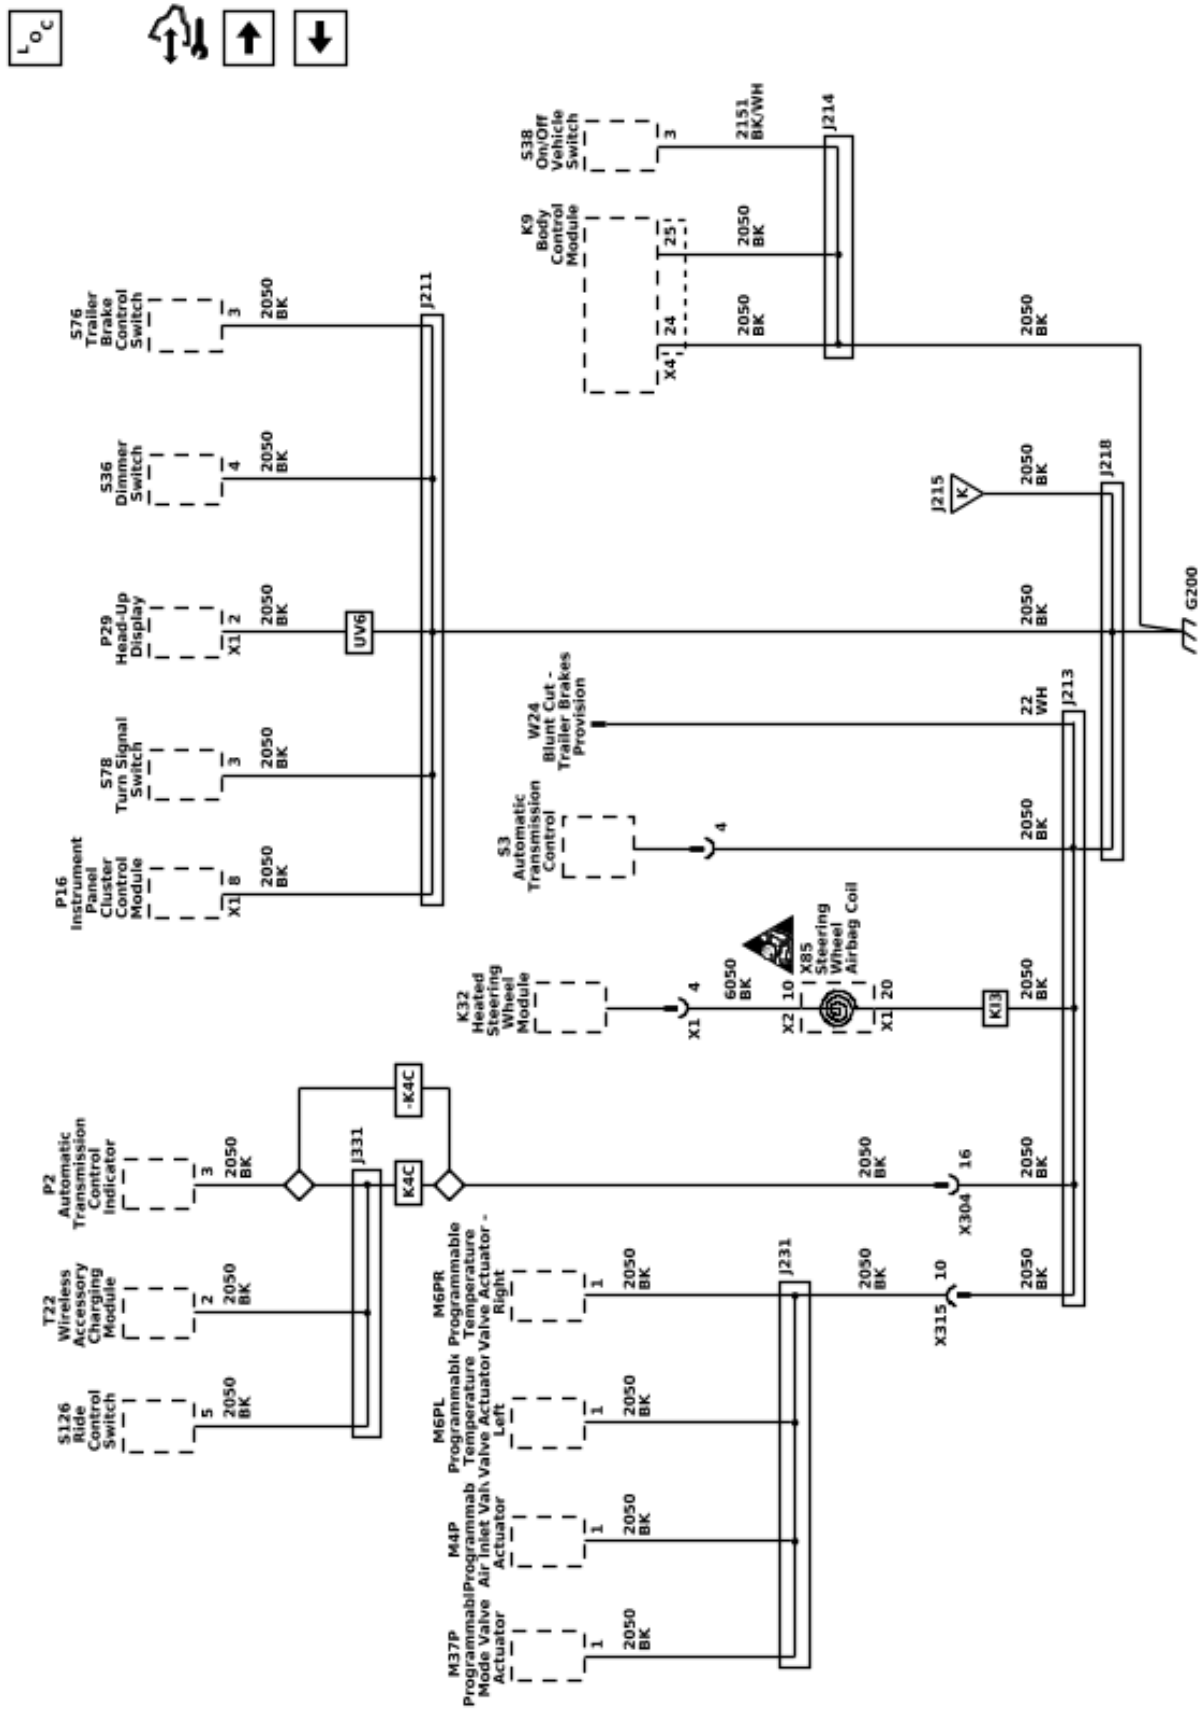 L
O
C
P16
Instrument
Panel
Cluster
Control
Module
X1 8
2050
BK
S78
Turn Signal
Switch
3
2050
BK
P29
Head-Up
Display
X1 2
2050
BK
UV6
S36
Dimmer
Switch
4
2050
BK
S76
Trailer
Brake
Control
Switch
3
2050
BK
J211
S126
Ride
Control
Switch
5
2050
BK
T22
Wireless
Accessory
Charging
Module
2
2050
BK
P2
Automatic
Transmission
Control
Indicator
3
2050
BK
J331
K4C
-K4C
2050
BK
X304
16
2050
BK
M37P
Mode Valve
Actuator
1
2050
BK
M4P
Air Inlet
Actuator
1
2050
BK
M6PL
Temperature
Valve Actuator
Left
1
2050
BK
M6PR
Programmable
Temperature
Valve Actuator -
Right
1
2050
BK
J231
2050
BK
X315
10
2050
BK
K32
Heated
Steering
Wheel
Module
X1
4
6050
BK
X2
10
X85
Steering
Wheel
Airbag Coil
X1
20
KI3
2050
BK
S3
Automatic
Transmission
Control
4
2050
BK
W24
Blunt Cut -
Trailer Brakes
Provision
22
WH
J213
K9
Body
Control
Module
X4
24
25
2050
BK
2050
BK
S38
On/Off
Vehicle
Switch
3
2151
BK/WH
J214
2050
BK
J215
K
2050
BK
J218
2050
BK
G200